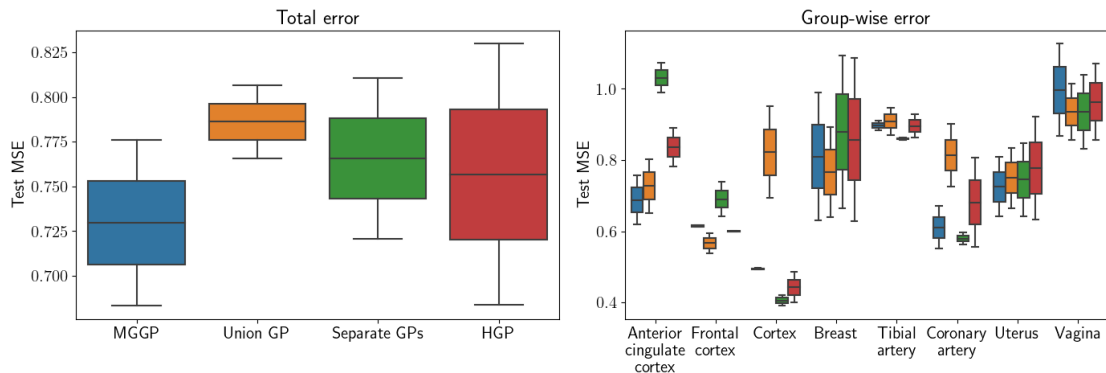 Total error
Test MSE
0.825
0.800
0.775
0.750
0.725
0.700
MGGP
Union GP
Separate GPs
HGP
Group-wise error
Test MSE
1.0
0.8
0.6
0.4
Anterior
cingulate
cortex
Frontal
cortex
Cortex
Breast
Tibial
artery
Coronary
artery
Uterus
Vagina